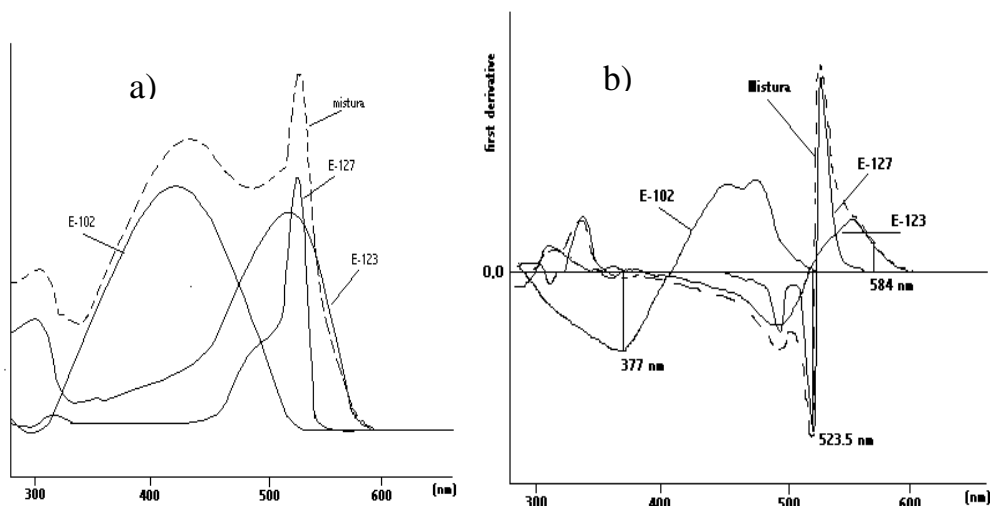 a)
mistura
E-127
E-102
E-123
300 400 500 600 (nm)
b)
first derivative
Mistura
E-127
E-102
E-123
0,0
584 nm
377 nm
523.5 nm
300 400 500 600 (nm)